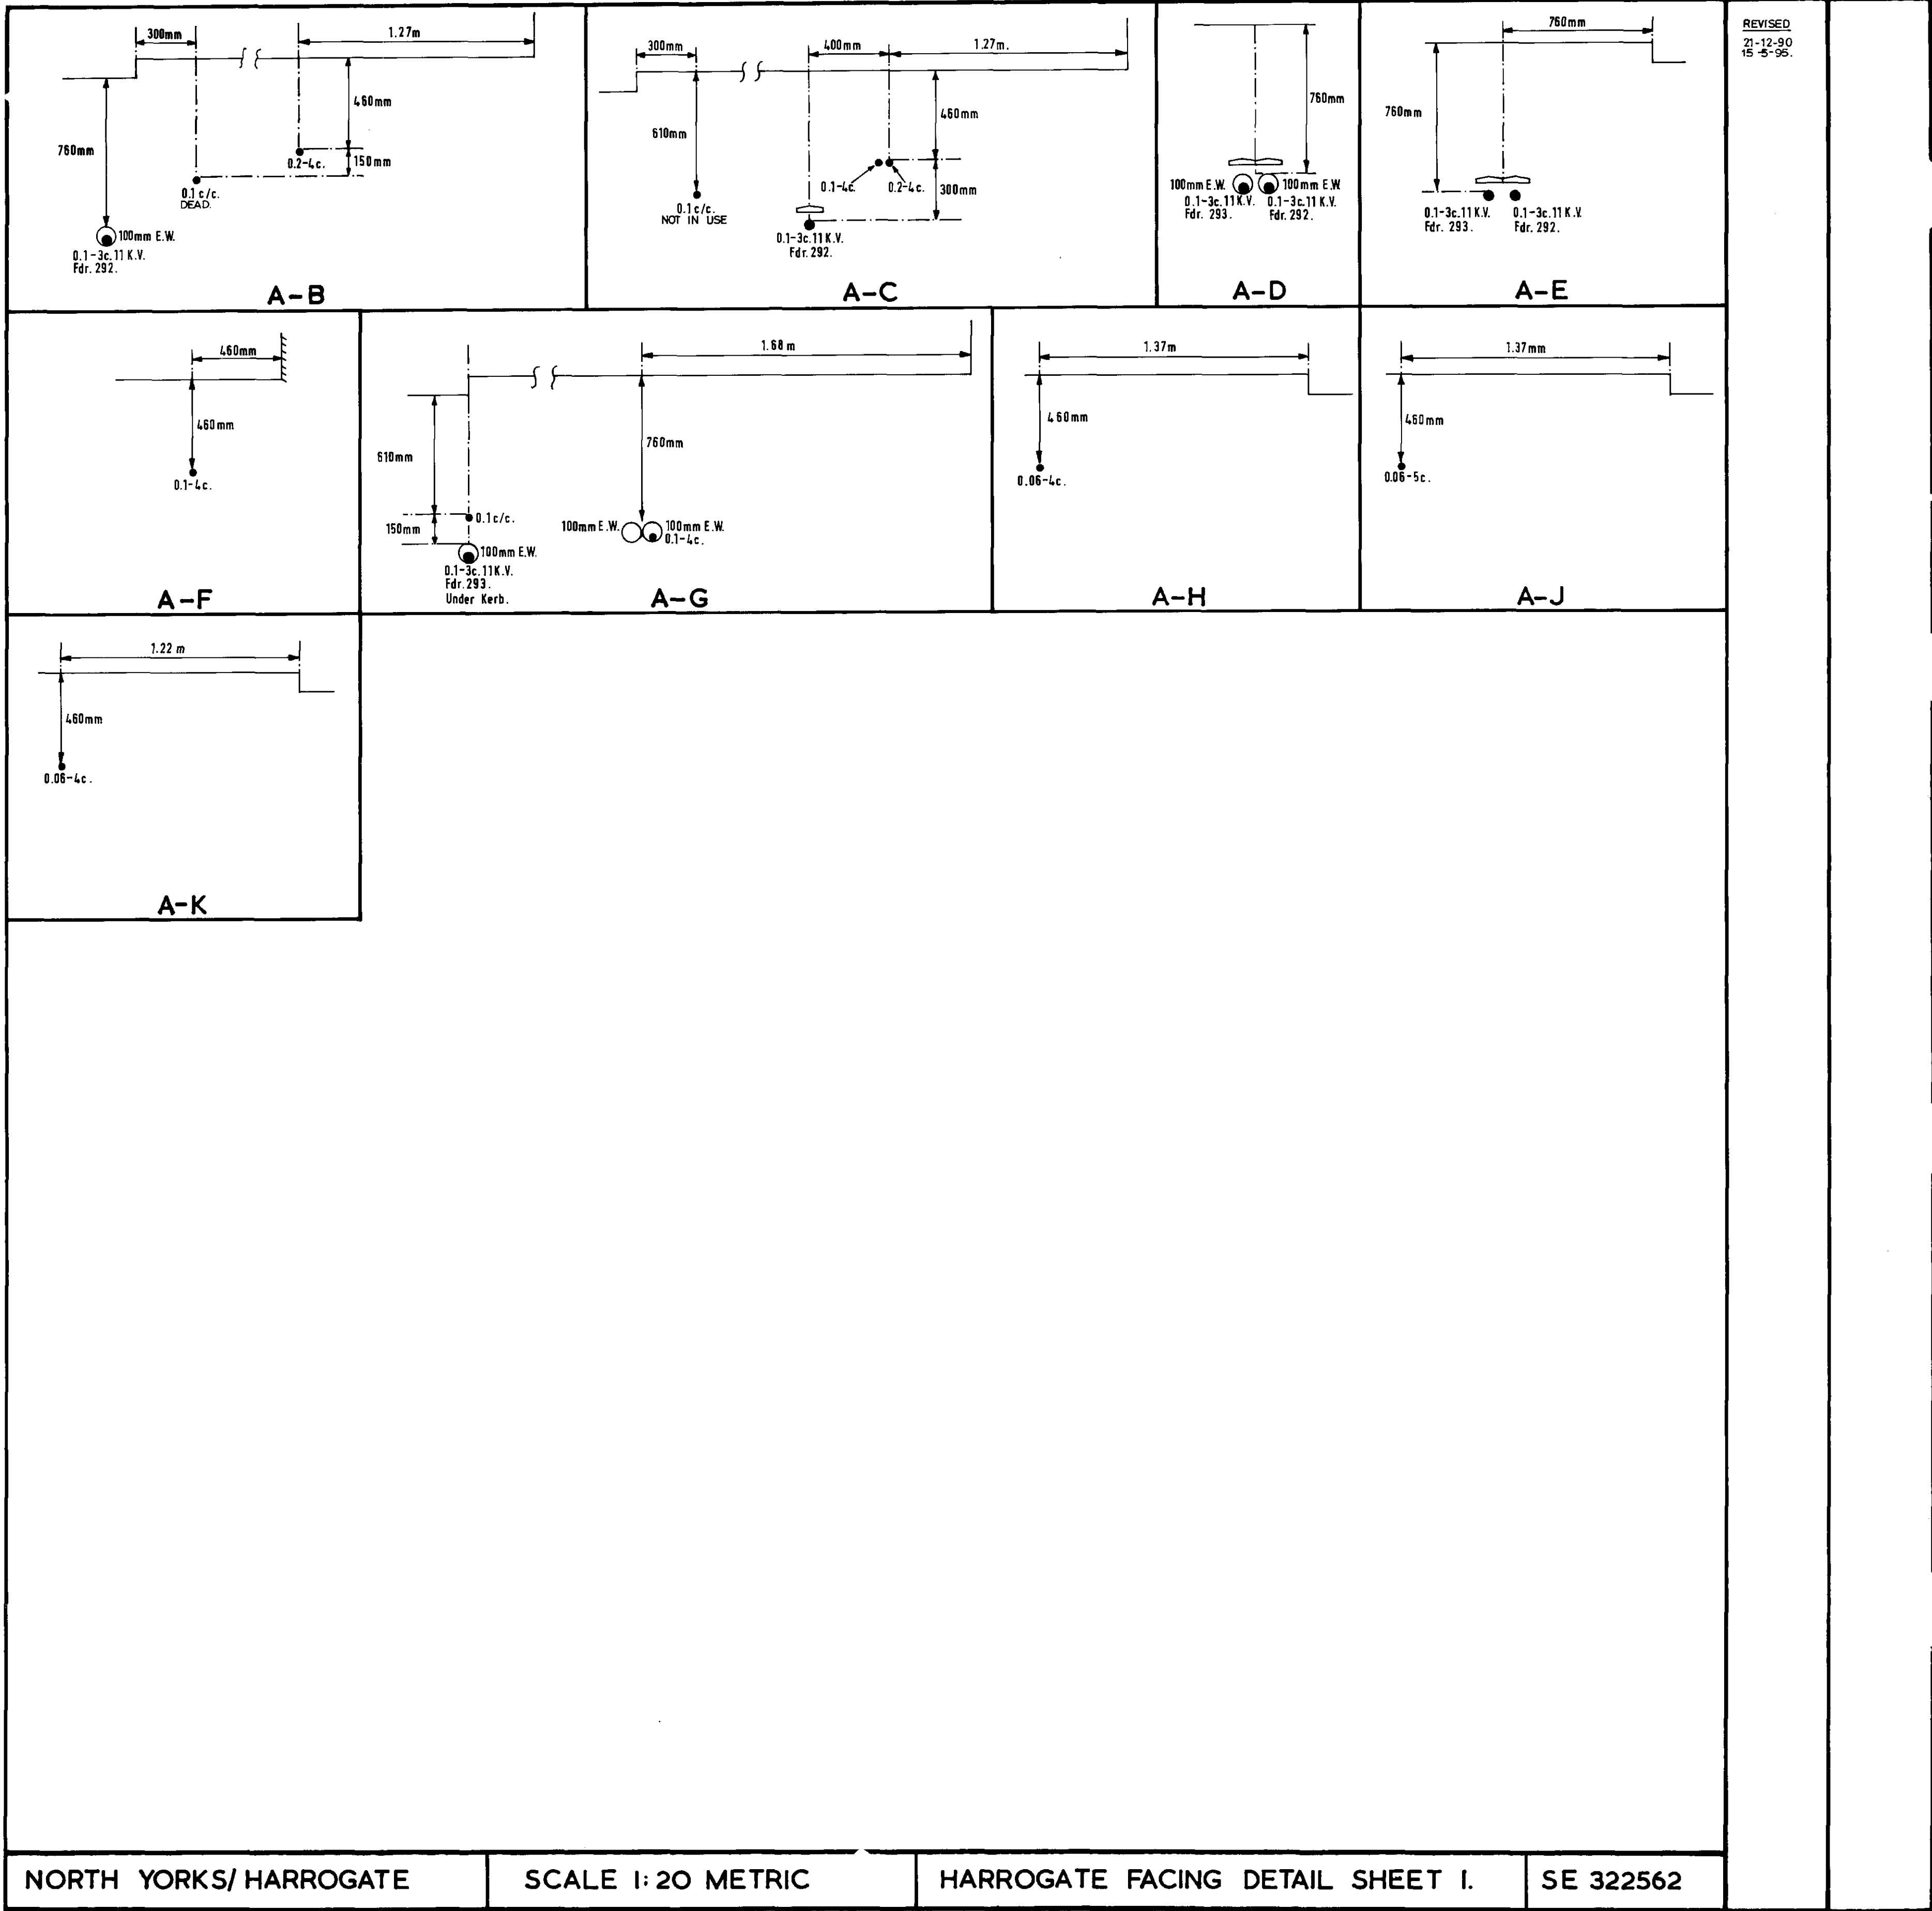 300mm
1.27m
460mm
760mm
150mm
0.2-4c.
0.1 c/c.
DEAD.
100mm E.W.
0.1-3c.11 K.V.
Fdr. 292.
A-B
300mm
400mm
1.27m.
460mm
610mm
0.1-4c.
0.2-4c.
300mm
0.1 c/c.
NOT IN USE
0.1-3c.11 K.V.
Fdr. 292.
A-C
760mm
100mm E.W.
100mm E.W.
0.1-3c.11 K.V.
Fdr. 293.
0.1-3c.11 K.V.
Fdr. 292.
A-D
760mm
760mm
0.1-3c.11 K.V.
Fdr. 293.
0.1-3c.11 K.V.
Fdr. 292.
A-E
REVISED
21-12-90
15-5-95.
460mm
460mm
0.1-4c.
A-F
1.68 m
760mm
610mm
0.1 c/c.
150mm
100mm E.W.
100mm E.W.
0.1-4c.
100mm E.W.
0.1-3c.11K.V.
Fdr.293.
Under Kerb.
A-G
1.37m
460mm
0.06-4c.
A-H
1.37mm
460mm
0.06-5c.
A-J
1.22 m
460mm
0.06-4c.
A-K
NORTH YORKS/HARROGATE
SCALE 1:20 METRIC
HARROGATE FACING DETAIL SHEET 1.
SE 322562